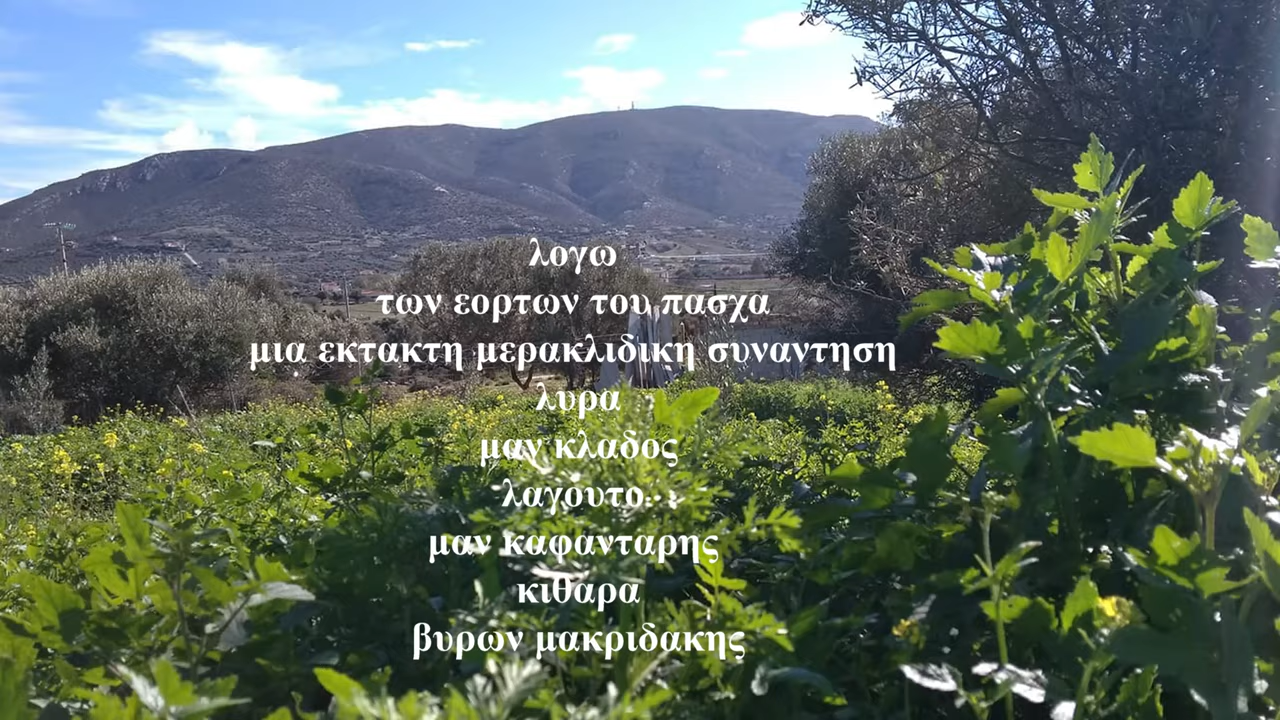 λογω
των εορτων του πασχα
μια εκτακτη μερακλιδικη συναντηση
λυρα
μαν κλαδος
λαγουτο
μαν καφανταρης
κιθαρα
βυρων μακριδακης